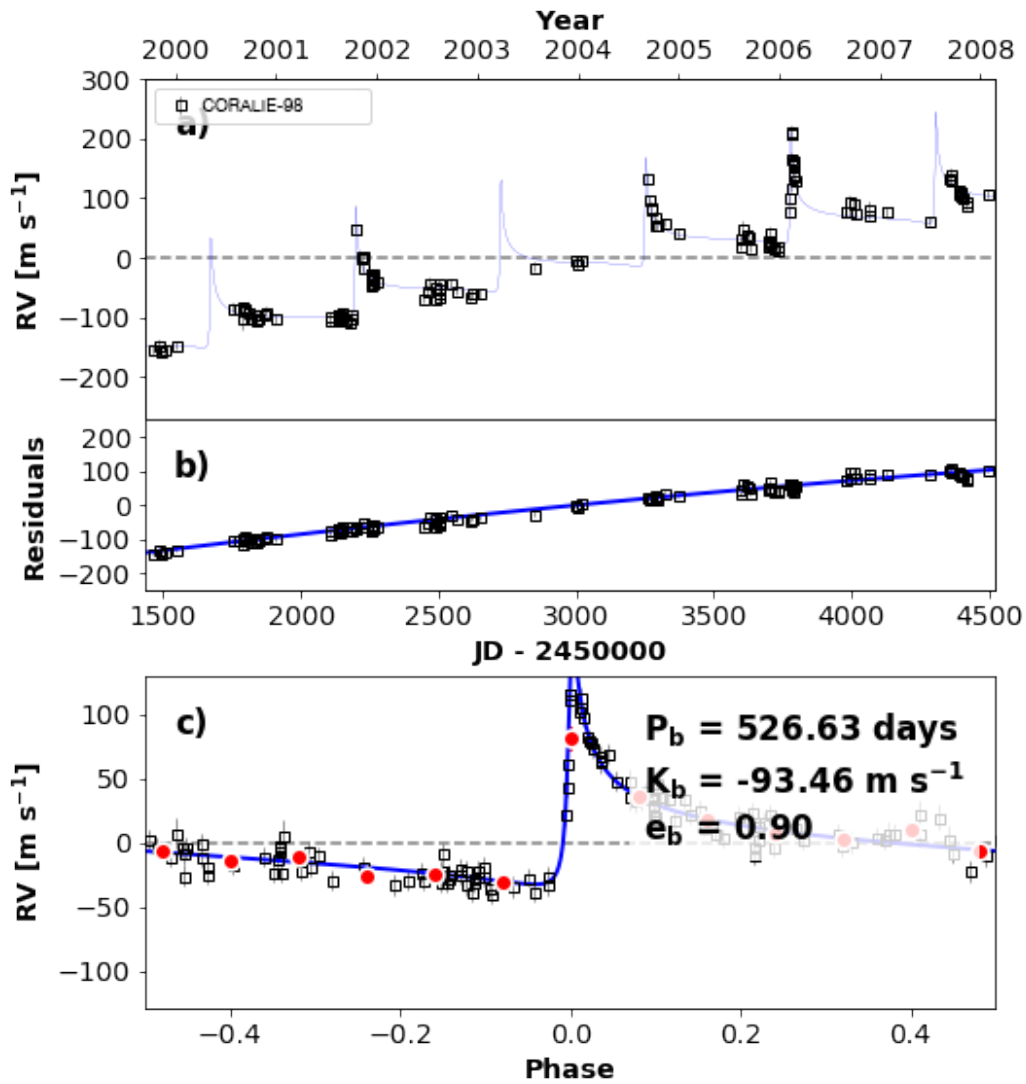 Year
2000 2001 2002 2003 2004 2005 2006 2007 2008
CORALIE-98
a)
RV [m s⁻¹]
300
200
100
0
−100
−200
b)
Residuals
200
100
0
−100
−200
1500 2000 2500 3000 3500 4000 4500
JD - 2450000
c)
P_b = 526.63 days
K_b = -93.46 m s⁻¹
e_b = 0.90
RV [m s⁻¹]
100
50
0
−50
−100
−0.4 −0.2 0.0 0.2 0.4
Phase